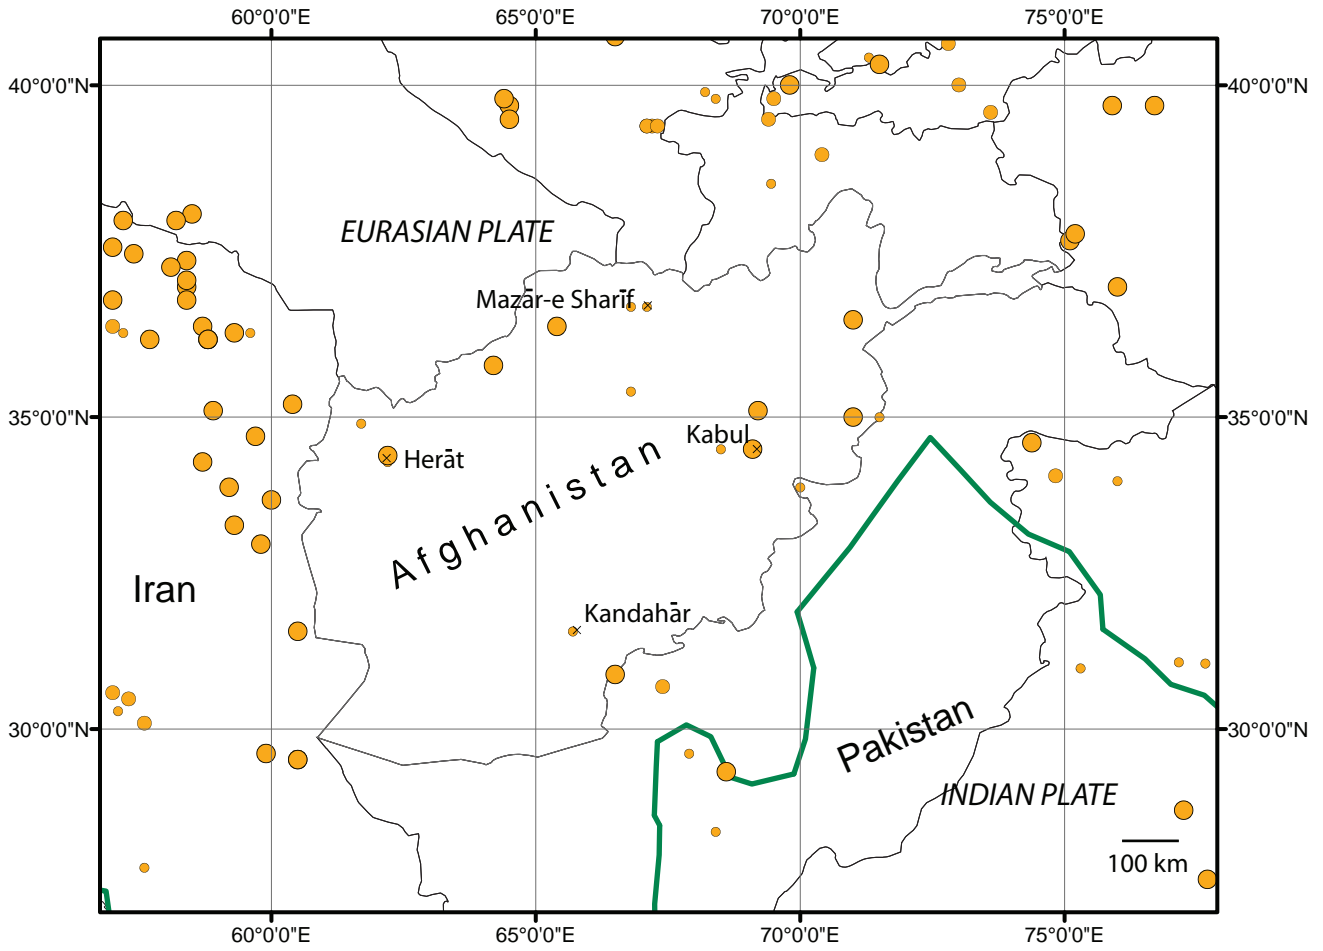 60°0'0"E 65°0'0"E 70°0'0"E 75°0'0"E
40°0'0"N 40°0'0"N
EURASIAN PLATE
Mazār-e Sharīf
35°0'0"N 35°0'0"N
Kabul
Herāt
Afghanistan
Iran
Kandahār
30°0'0"N 30°0'0"N
Pakistan
INDIAN PLATE
100 km
60°0'0"E 65°0'0"E 70°0'0"E 75°0'0"E